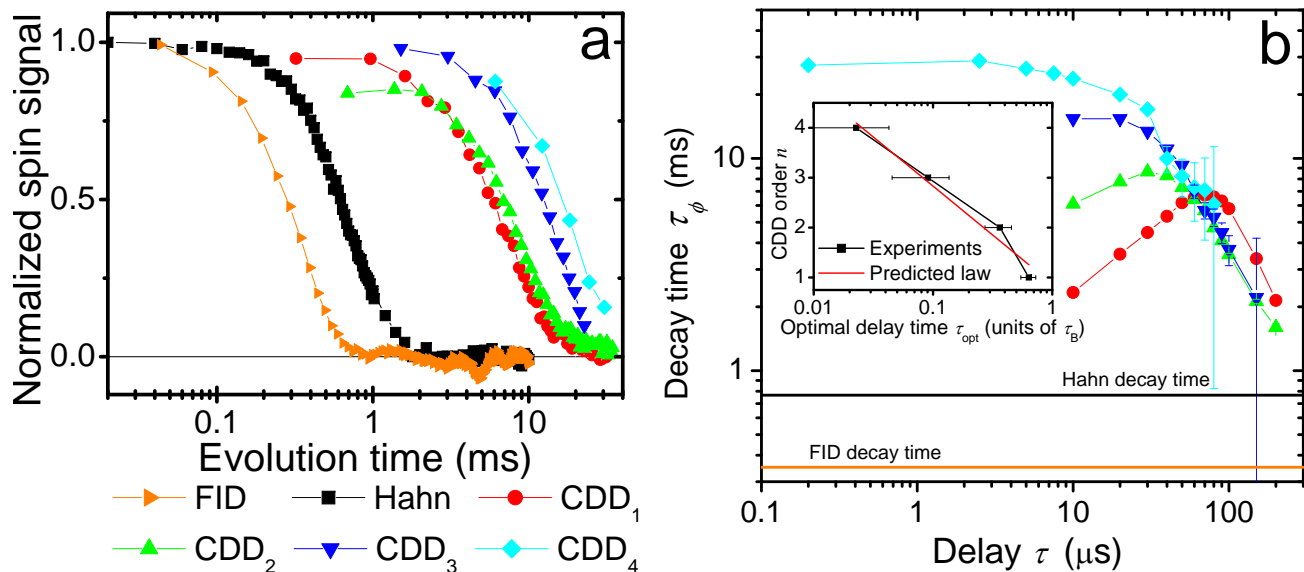 a
Normalized spin signal
1.0
0.5
0.0
0.1 1 10
Evolution time (ms)
FID Hahn CDD1
CDD2 CDD3 CDD4
b
Decay time τϕ (ms)
10
1
CDD order n
4
3
2
1
Experiments
Predicted law
0.01 0.1 1
Optimal delay time τopt (units of τB)
Hahn decay time
FID decay time
0.1 1 10 100
Delay τ (μs)